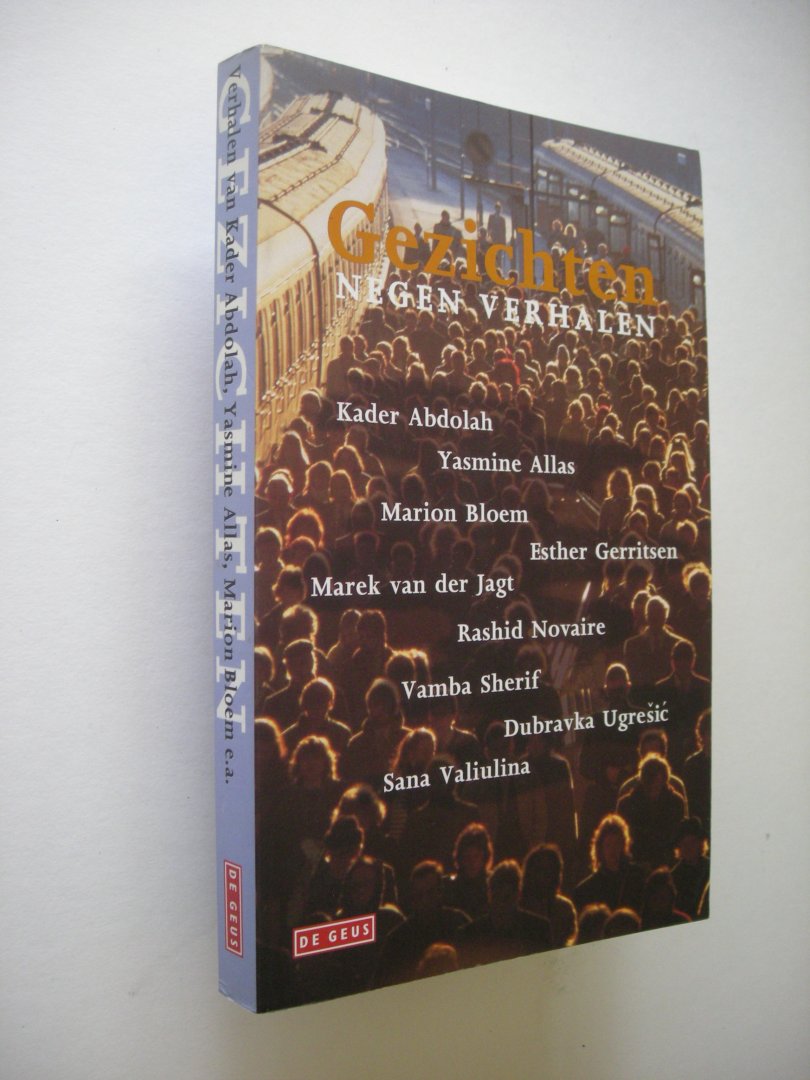 Gezichten
NEGEN VERHALEN
Kader Abdolah
Yasmine Allas
Marion Bloem
Esther Gerritsen
Marek van der Jagt
Rashid Novaire
Vamba Sherif
Dubravka Ugrešić
Sana Valiulina
DE GEUS
GEZICHTEN
Verhalen van Kader Abdolah, Yasmine Allas, Marion Bloem e.a.
DE GEUS